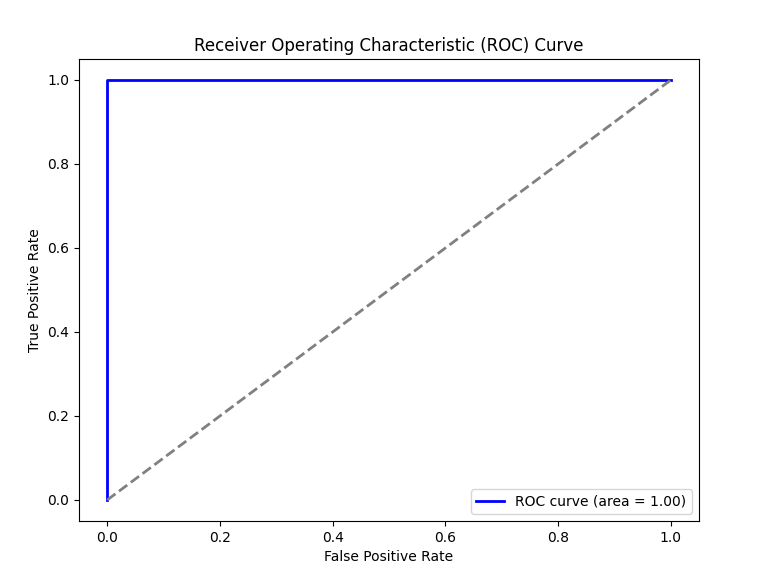 Receiver Operating Characteristic (ROC) Curve
1.0
0.8
0.6
0.4
0.2
0.0
True Positive Rate
ROC curve (area = 1.00)
0.0 0.2 0.4 0.6 0.8 1.0
False Positive Rate